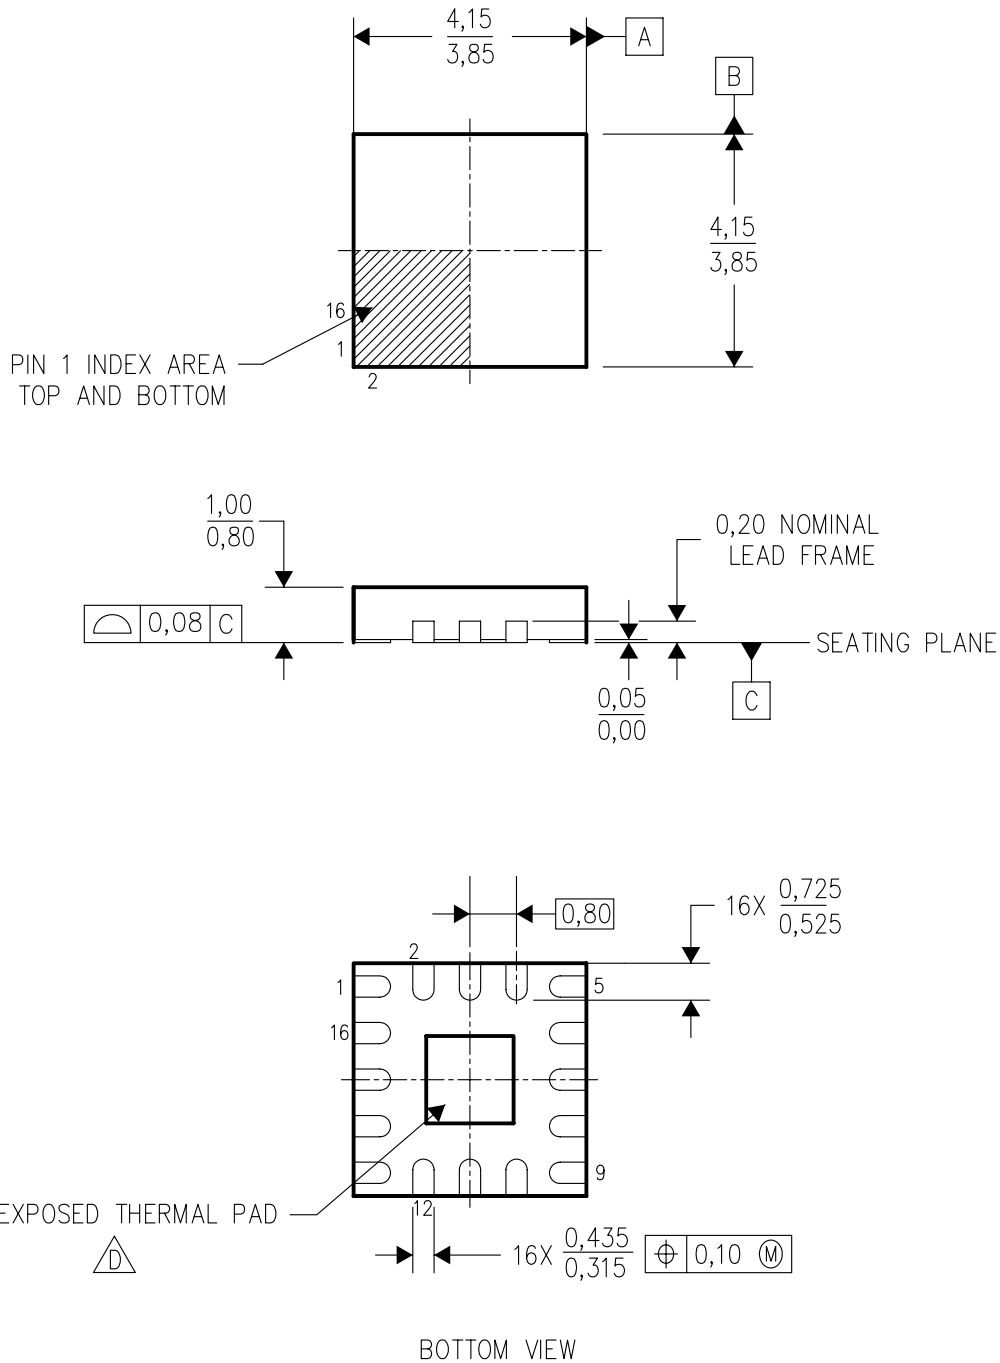 4,15
3,85
A
B
4,15
3,85
16
1
2
PIN 1 INDEX AREA
TOP AND BOTTOM
1,00
0,80
0,20 NOMINAL
LEAD FRAME
0,08 C
SEATING PLANE
0,05
0,00
C
0,80
16X 0,725
0,525
2
1
5
16
9
12
EXPOSED THERMAL PAD
D
16X 0,435
0,315
0,10 M
BOTTOM VIEW